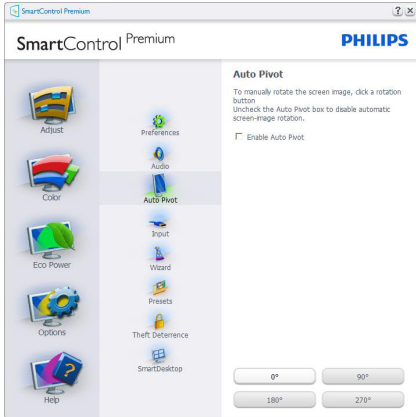 SmartControl Premium
? ×
SmartControl Premium
PHILIPS
Adjust
Color
Eco Power
Options
Help
Preferences
Audio
Auto Pivot
Input
Wizard
Presets
Theft Deterrence
SmartDesktop
Auto Pivot
To manually rotate the screen image, click a rotation
button
Uncheck the Auto Pivot box to disable automatic
screen-image rotation.
Enable Auto Pivot
0°
90°
180°
270°